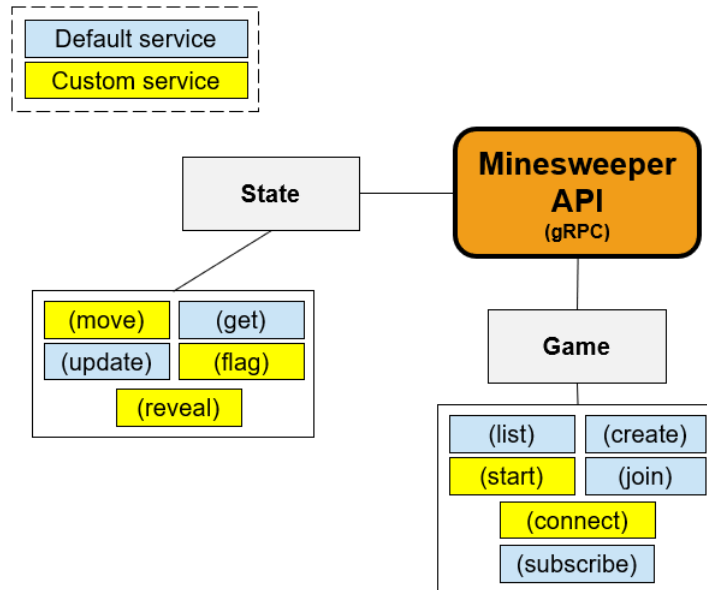 Default service
Custom service
Minesweeper
API
(gRPC)
State
(move)
(get)
(update)
(flag)
(reveal)
Game
(list)
(create)
(start)
(join)
(connect)
(subscribe)